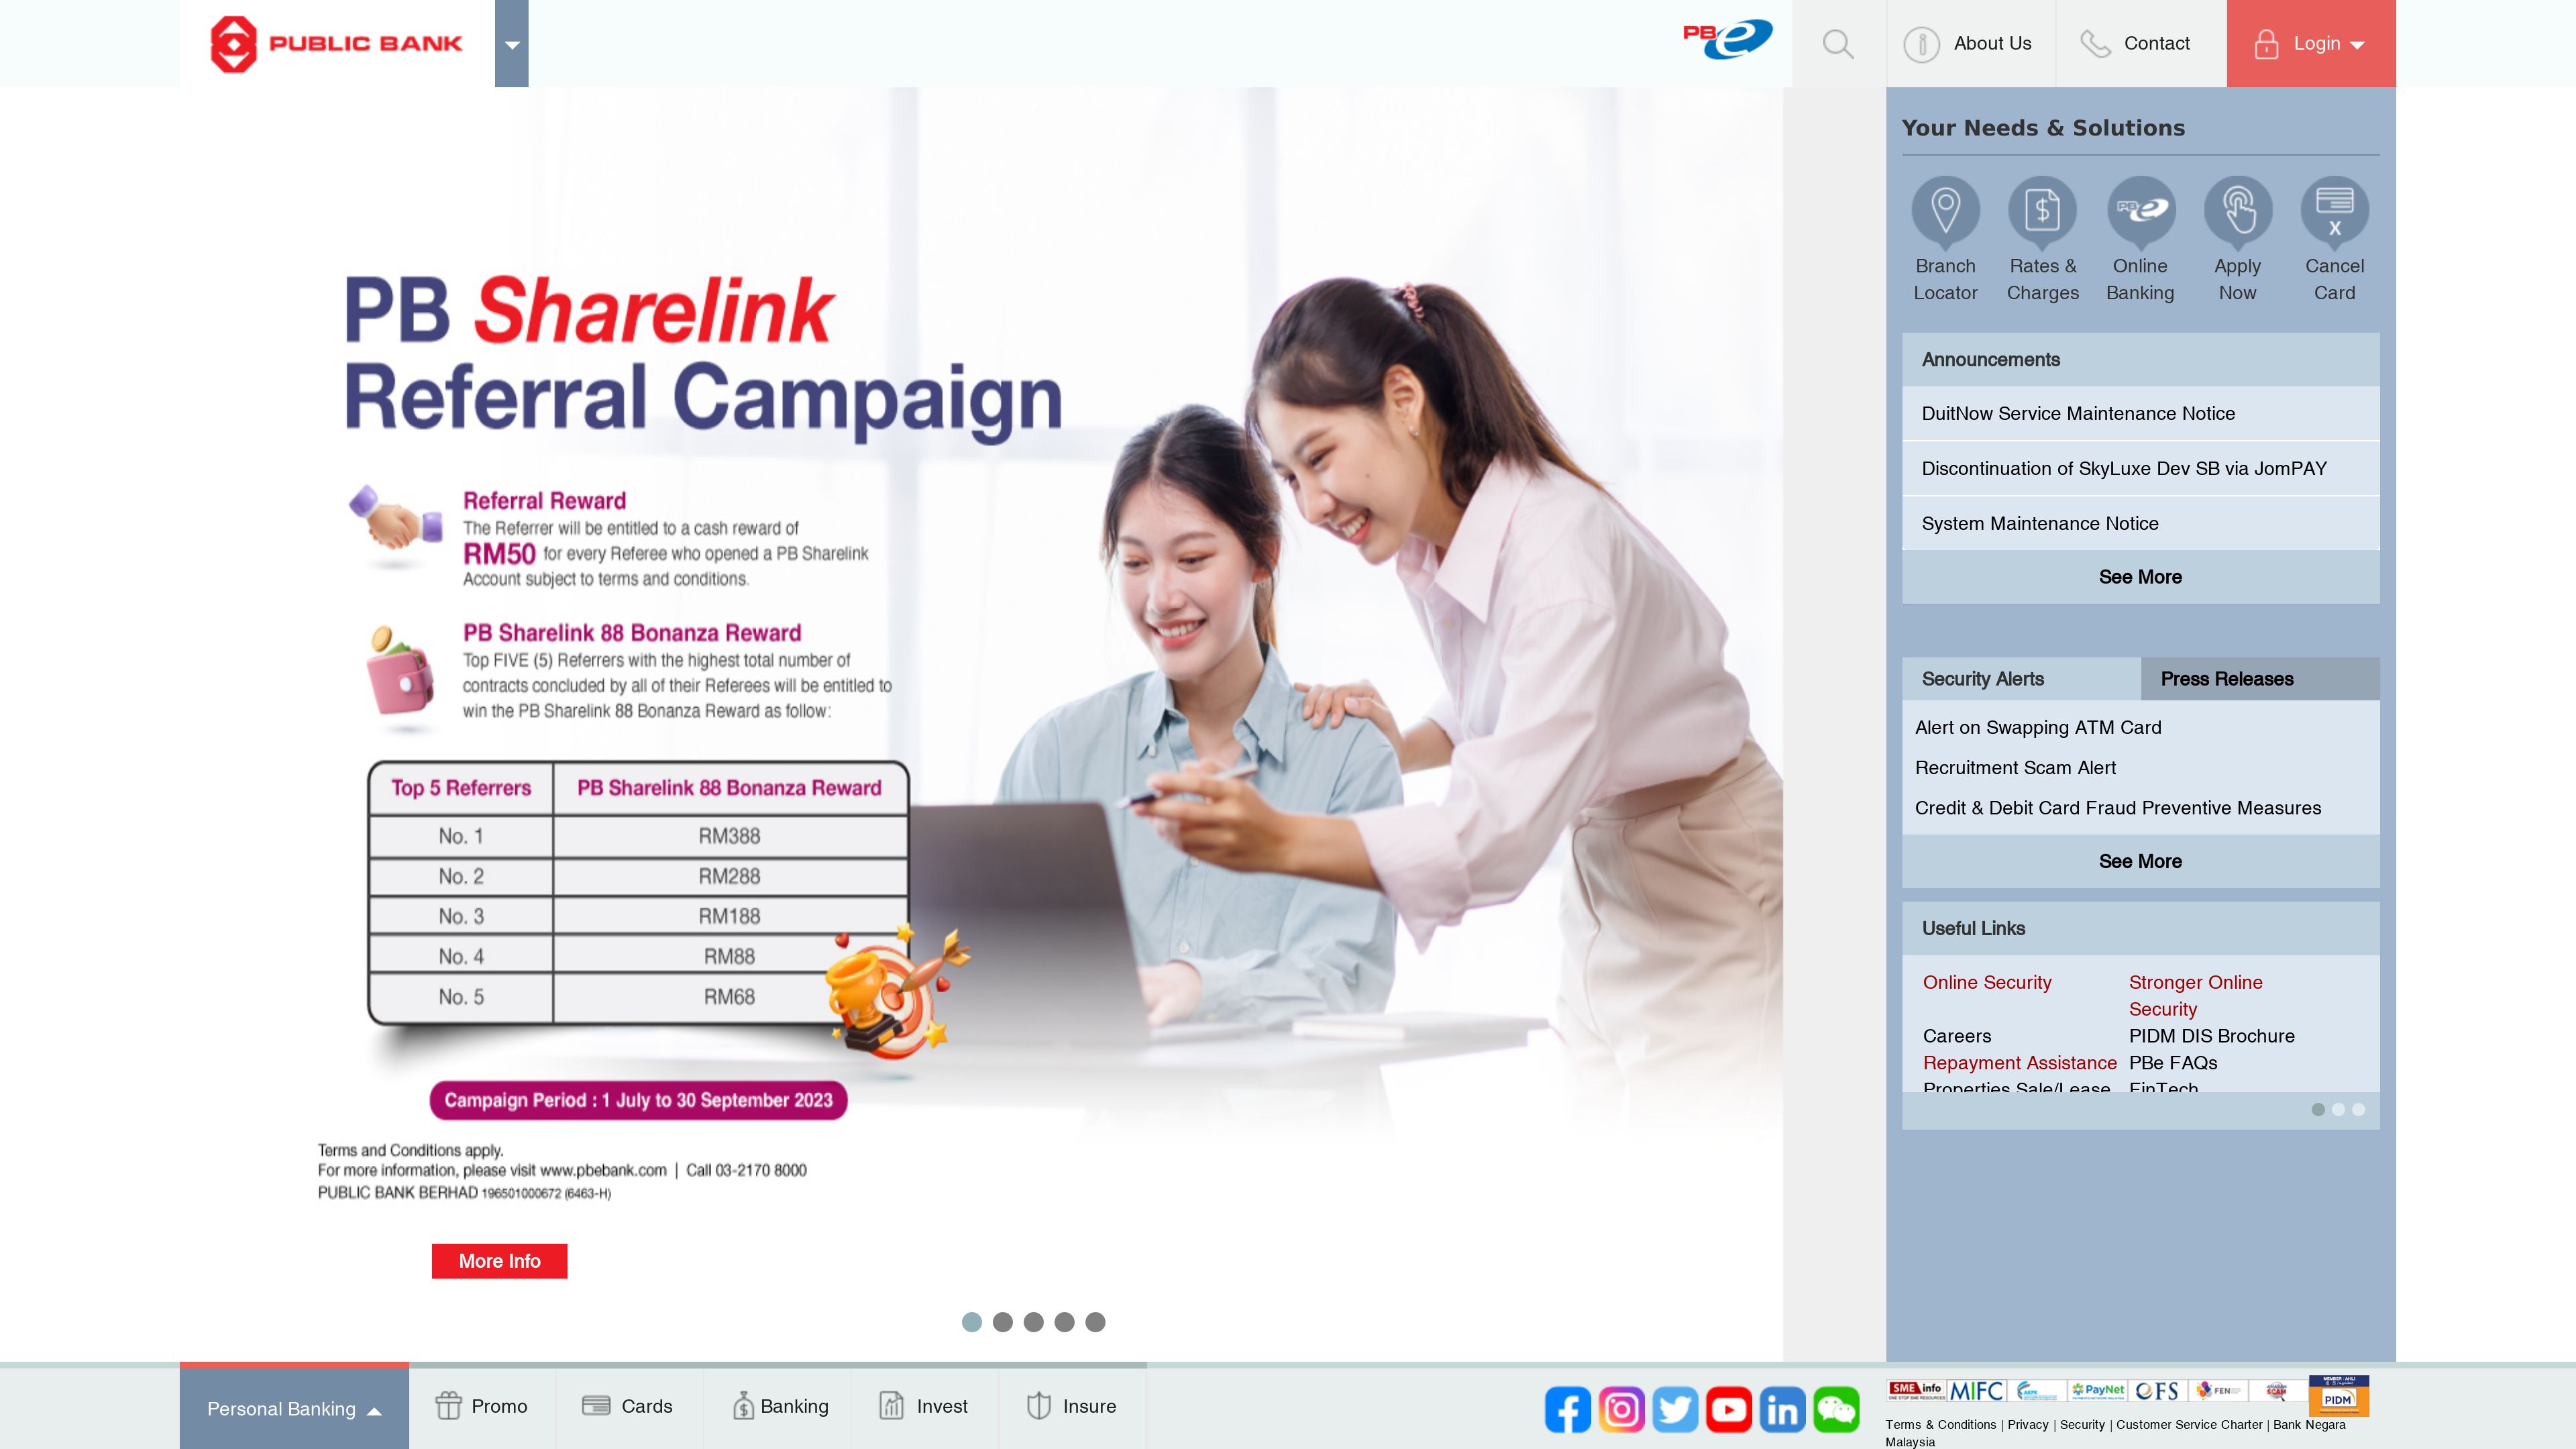 PUBLIC BANK
PBe
About Us
Contact
Login
PB Sharelink
Referral Campaign
Referral Reward
The Referrer will be entitled to a cash reward of
RM50 for every Referee who opened a PB Sharelink
Account subject to terms and conditions.
PB Sharelink 88 Bonanza Reward
Top FIVE (5) Referrers with the highest total number of
contracts concluded by all of their Referees will be entitled to
win the PB Sharelink 88 Bonanza Reward as follow:
Top 5 Referrers PB Sharelink 88 Bonanza Reward
No. 1 RM388
No. 2 RM288
No. 3 RM188
No. 4 RM88
No. 5 RM68
Campaign Period : 1 July to 30 September 2023
Terms and Conditions apply.
For more information, please visit www.pbebank.com | Call 03-2170 8000
PUBLIC BANK BERHAD 196501000672 (6463-H)
More Info
Your Needs & Solutions
PBe
X
Branch Rates & Online Apply Cancel
Locator Charges Banking Now Card
Announcements
DuitNow Service Maintenance Notice
Discontinuation of SkyLuxe Dev SB via JomPAY
System Maintenance Notice
See More
Security Alerts Press Releases
Alert on Swapping ATM Card
Recruitment Scam Alert
Credit & Debit Card Fraud Preventive Measures
See More
Useful Links
Online Security Stronger Online
Security
Careers PIDM DIS Brochure
Repayment Assistance PBe FAQs
Properties Sale/Lease FinTech
Personal Banking
Promo
Cards
Banking
Invest
Insure
SME info MIFC PayNet OFS FEN SCAM PIDM
Terms & Conditions | Privacy | Security | Customer Service Charter | Bank Negara
Malaysia